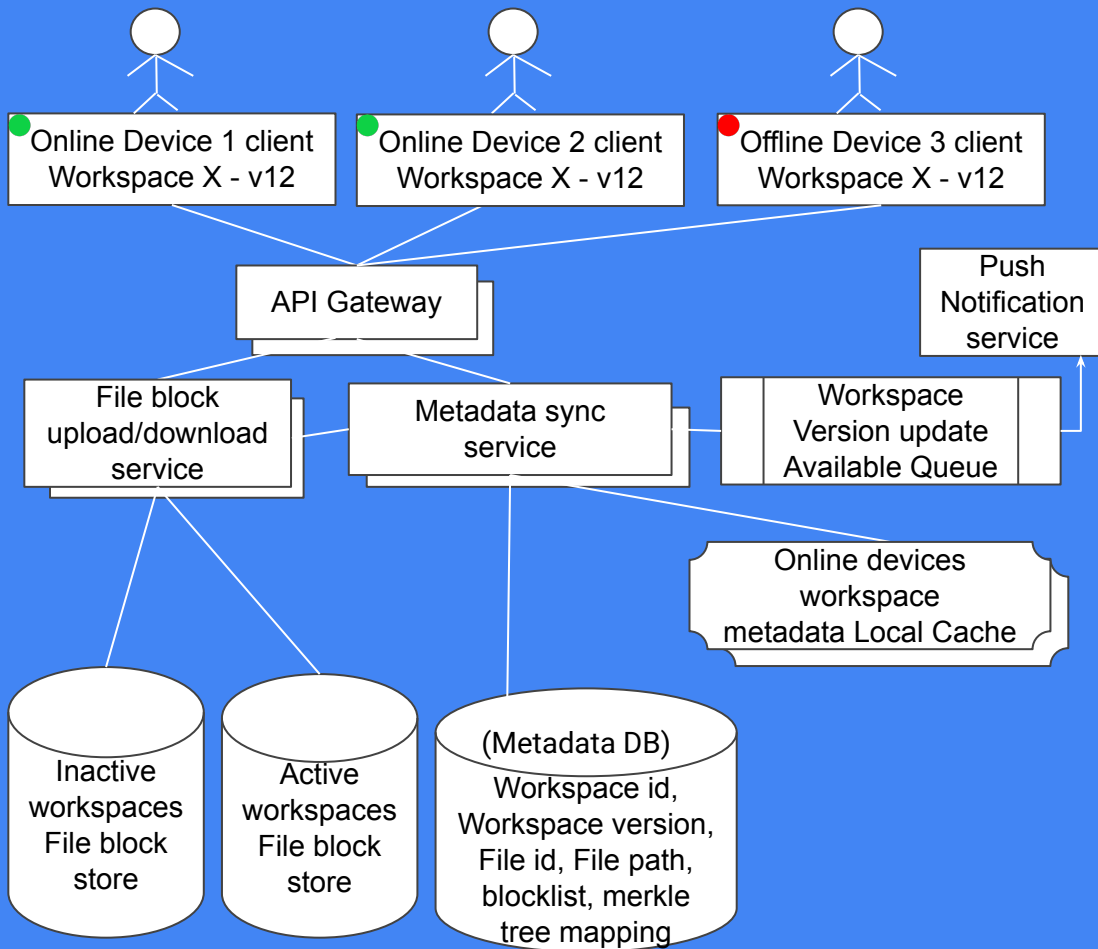 Online Device 1 client
Workspace X - v12
Online Device 2 client
Workspace X - v12
Offline Device 3 client
Workspace X - v12
API Gateway
Push
Notification
service
File block
upload/download
service
Metadata sync
service
Workspace
Version update
Available Queue
Online devices
workspace
metadata Local Cache
Inactive
workspaces
File block
store
Active
workspaces
File block
store
(Metadata DB)
Workspace id,
Workspace version,
File id, File path,
blocklist, merkle
tree mapping